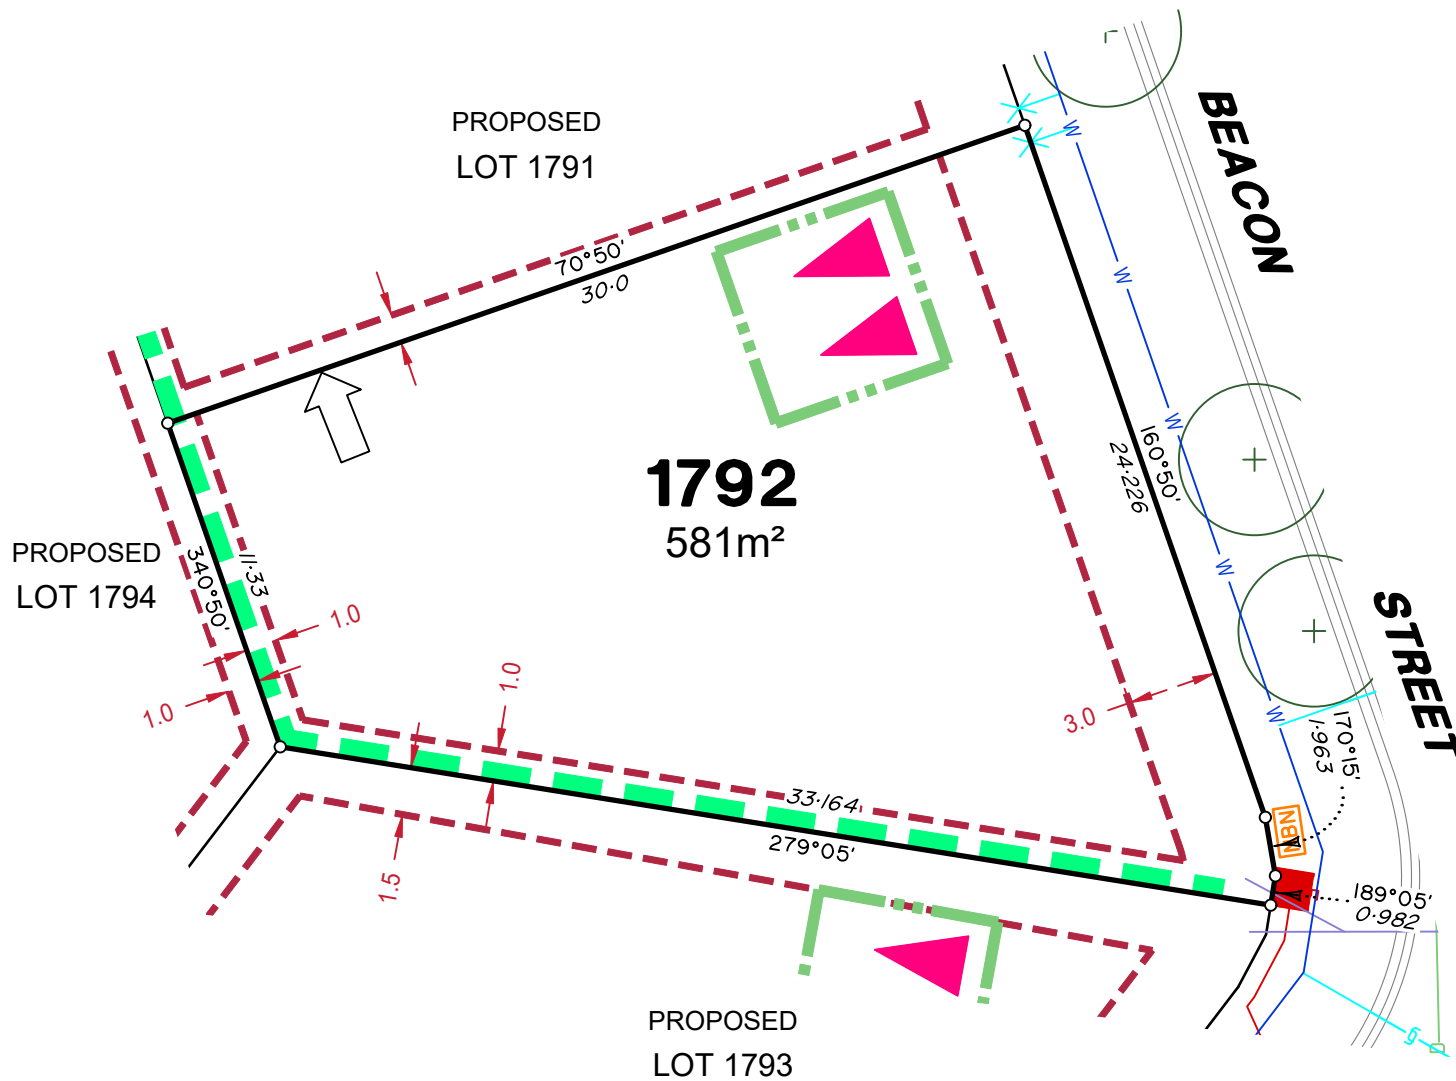 PROPOSED
LOT 1791
BEACON
STREET
W
W
W
W
W
70°50'
30·0
1792
581m²
160°50'
24·226
PROPOSED
LOT 1794
340°50'
11·33
1.0
1.0
1.0
3.0
170°15'
1·963
33·164
279°05'
NBN
1.5
189°05'
0·982
PROPOSED
LOT 1793
g
D